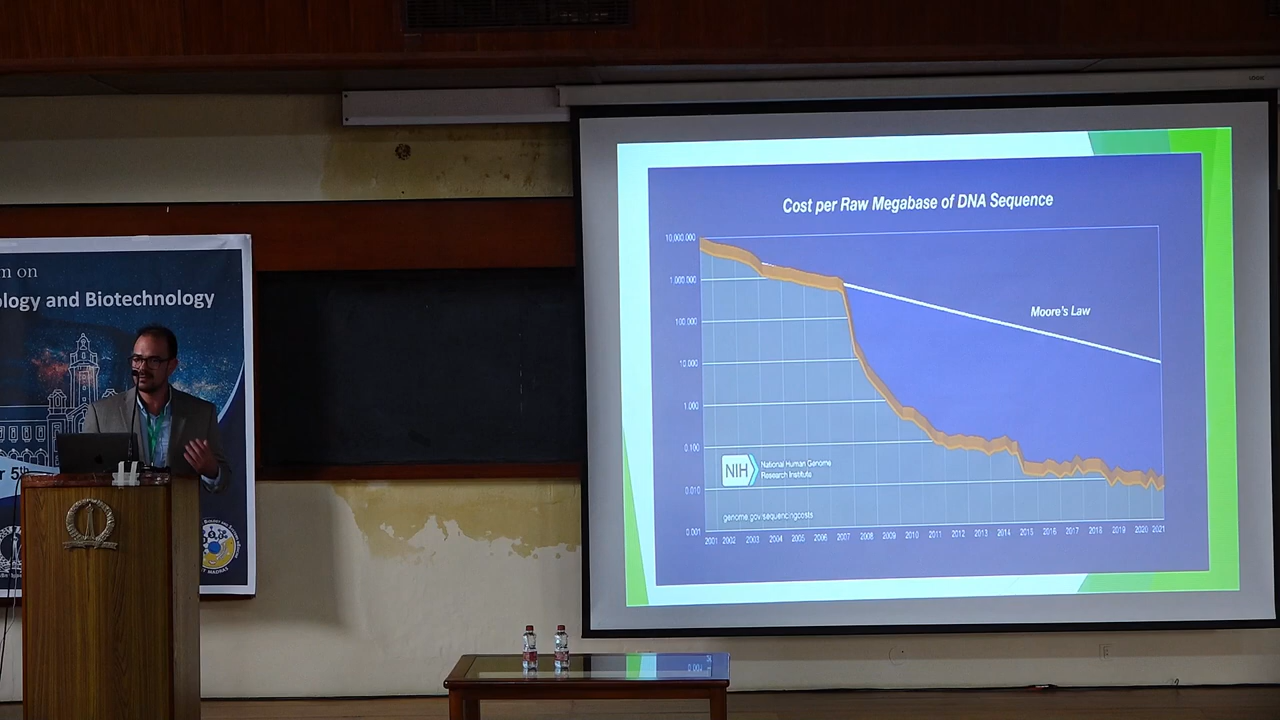 m on
ology and Biotechnology
r 5th
Cost per Raw Megabase of DNA Sequence
10,000.000
1,000.000
100.000
10.000
1.000
0.100
0.010
0.001
Moore's Law
NIH
National Human Genome
Research Institute
genome.gov/sequencingcosts
2001 2002 2003 2004 2005 2006 2007 2008 2009 2010 2011 2012 2013 2014 2015 2016 2017 2018 2019 2020 2021